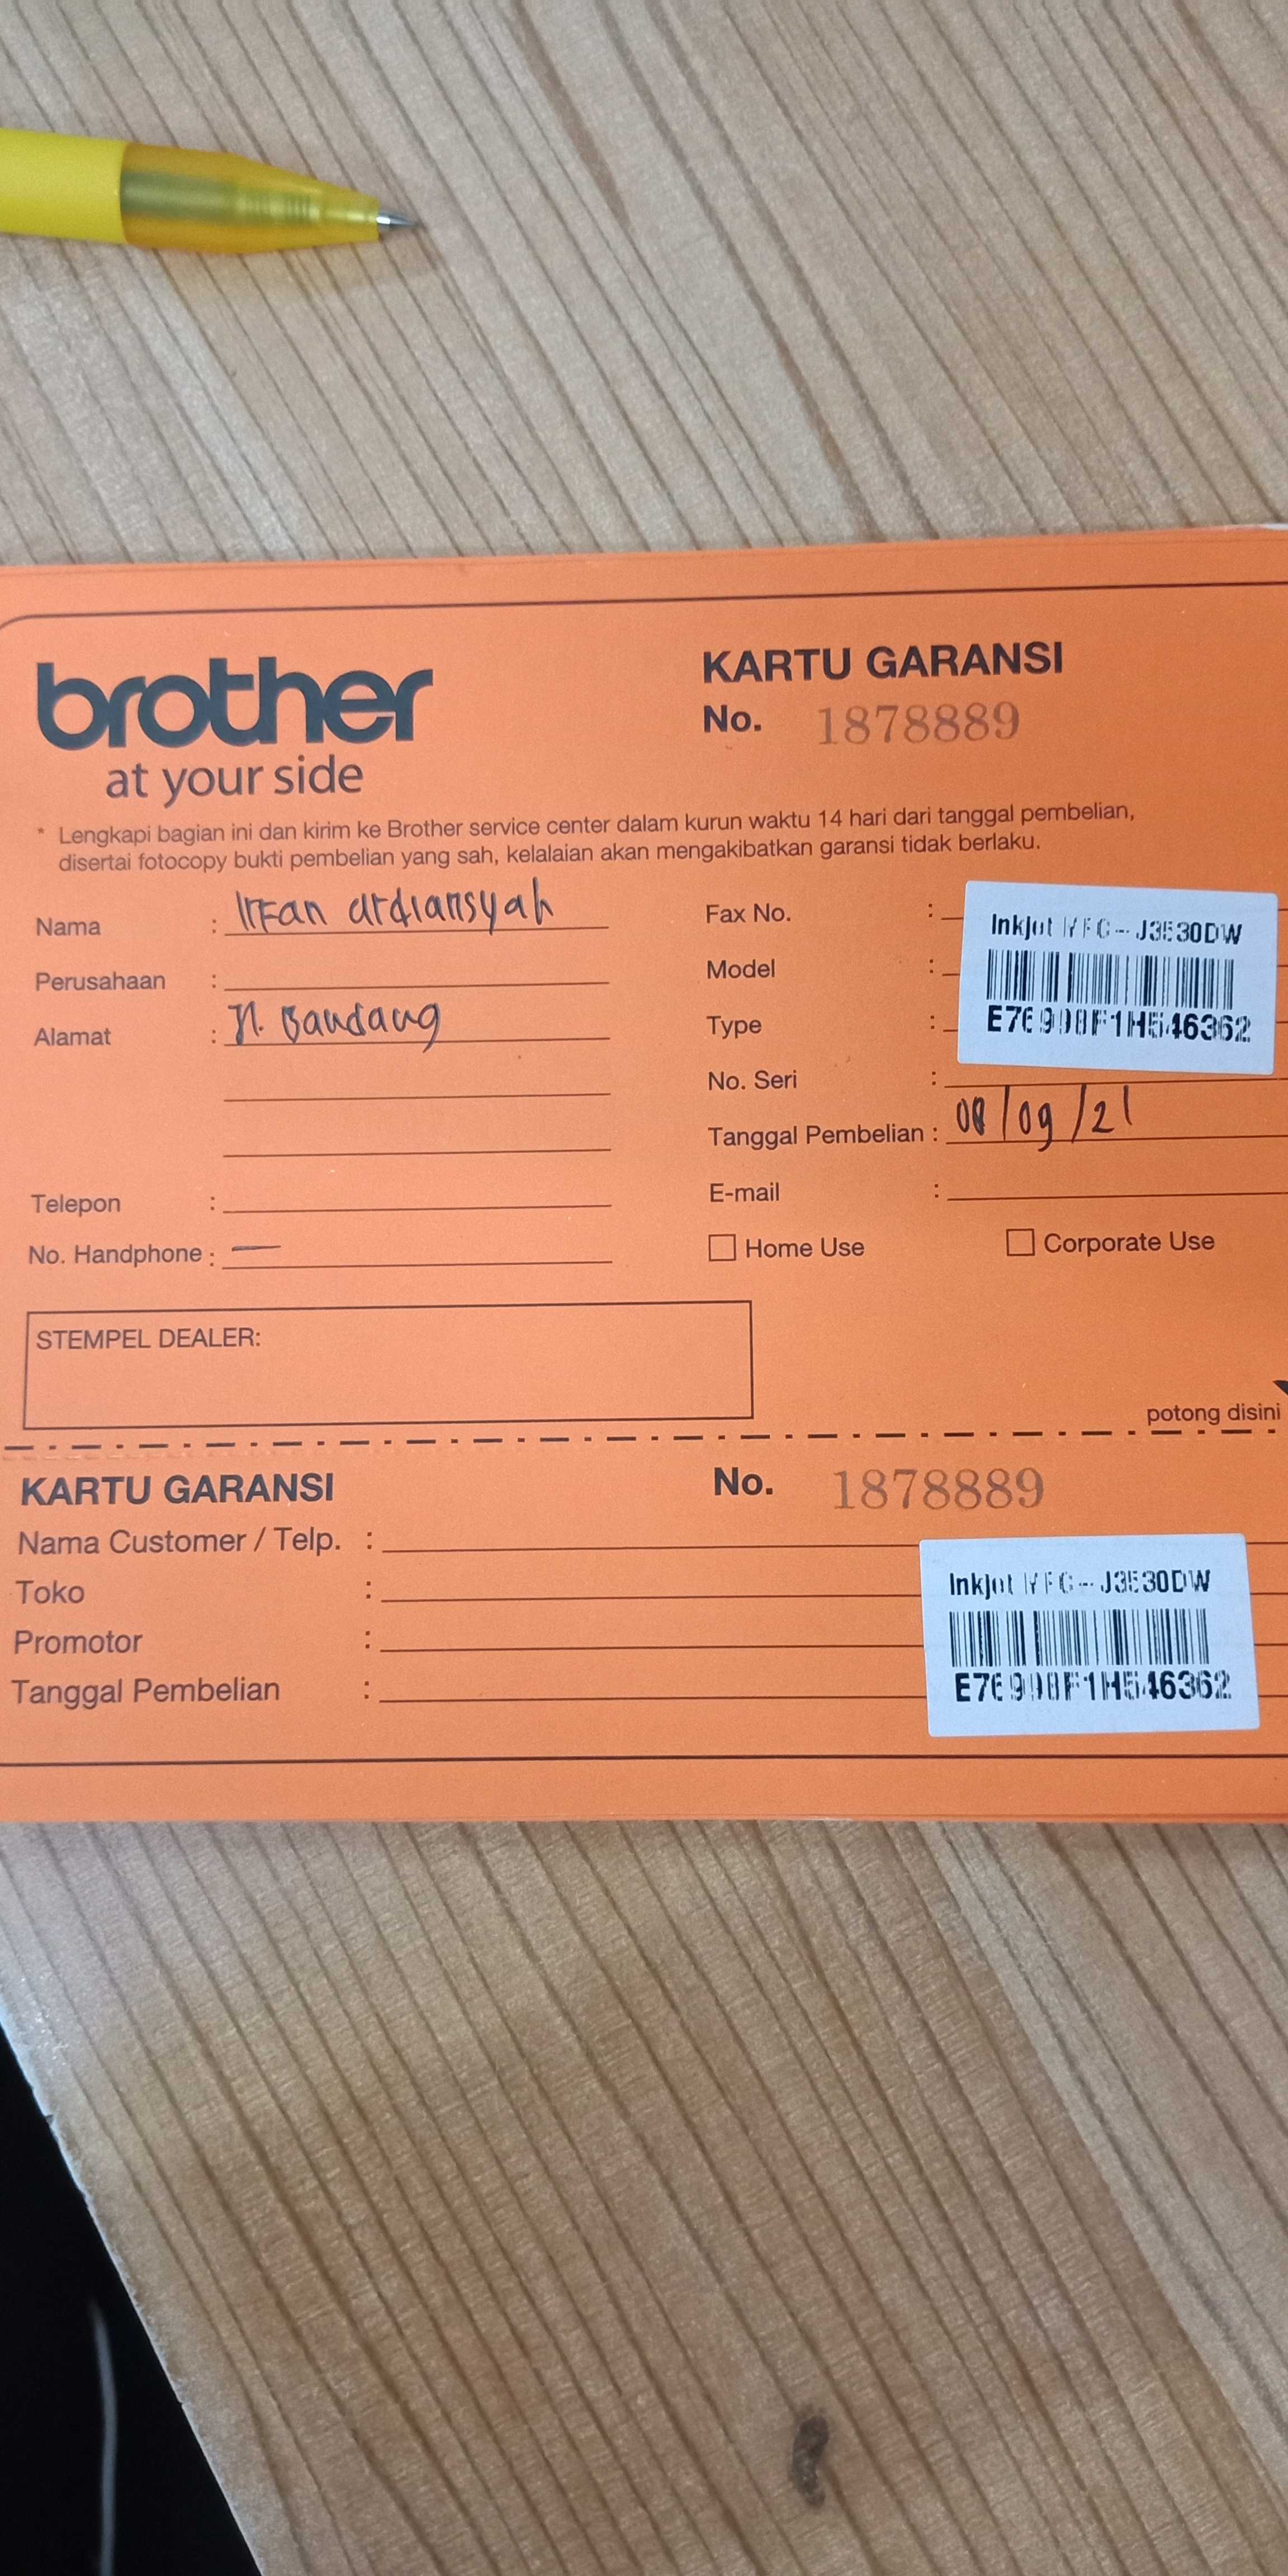 brother
at your side
KARTU GARANSI
No. 1878889
* Lengkapi bagian ini dan kirim ke Brother service center dalam kurun waktu 14 hari dari tanggal pembelian,
disertai fotocopy bukti pembelian yang sah, kelalaian akan mengakibatkan garansi tidak berlaku.
Nama : Irfan ardiansyah
Perusahaan :
Alamat : Jl. Bandang
Telepon :
No. Handphone : —
Fax No. :
Model :
Type :
No. Seri :
Tanggal Pembelian : 08/09/21
E-mail :
Home Use Corporate Use
Inkjet MFC-J3530DW
STEMPEL DEALER:
potong disini
KARTU GARANSI No. 1878889
Nama Customer / Telp. :
Toko :
Promotor :
Tanggal Pembelian :
Inkjet MFC-J3530DW